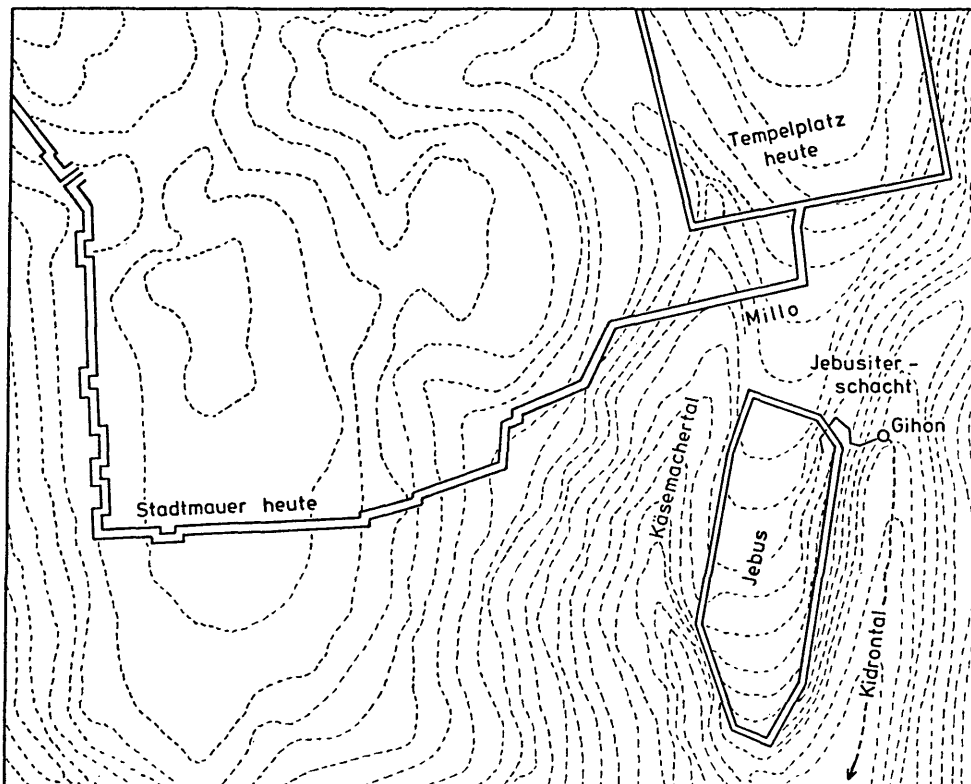 Tempelplatz
heute
Millo
Jebusiter-
schacht
Gihon
Käsemachertal
Stadtmauer heute
Jebus
Kidrontal